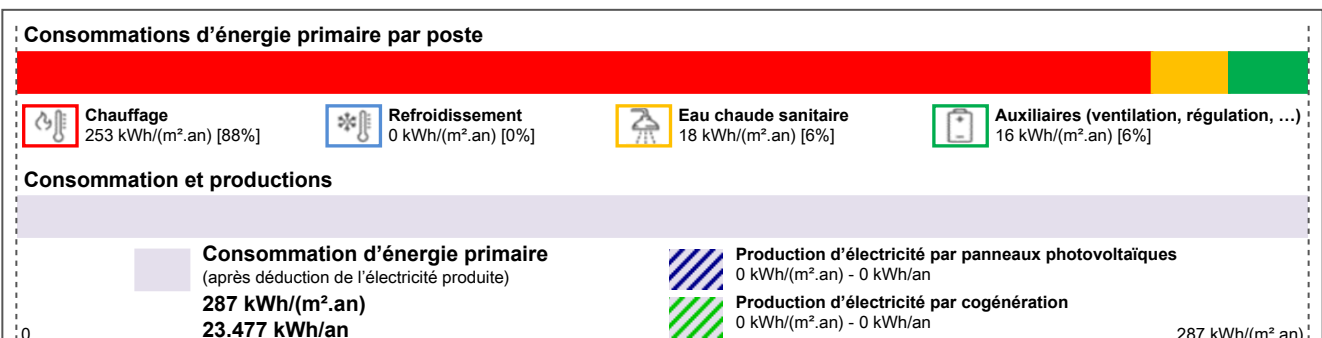 Consommations d'énergie primaire par poste
Chauffage
253 kWh/(m².an) [88%]
Refroidissement
0 kWh/(m².an) [0%]
Eau chaude sanitaire
18 kWh/(m².an) [6%]
Auxiliaires (ventilation, régulation, …)
16 kWh/(m².an) [6%]
Consommation et productions
Consommation d'énergie primaire
(après déduction de l'électricité produite)
287 kWh/(m².an)
23.477 kWh/an
Production d'électricité par panneaux photovoltaïques
0 kWh/(m².an) - 0 kWh/an
Production d'électricité par cogénération
0 kWh/(m².an) - 0 kWh/an
0
287 kWh/(m².an)